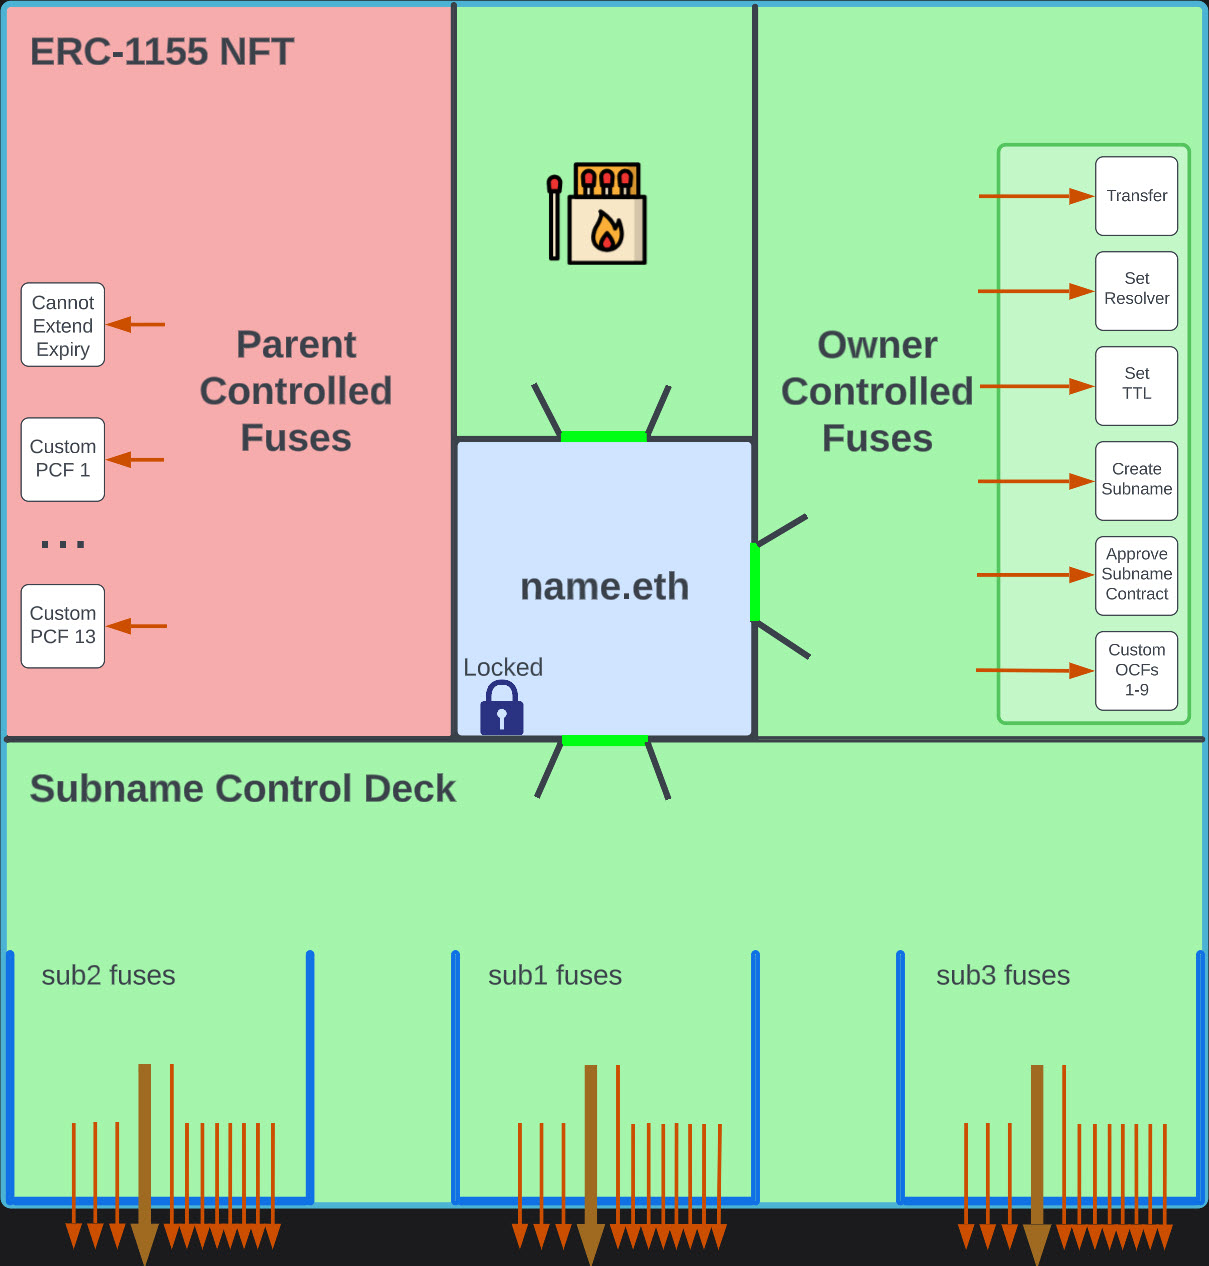 ERC-1155 NFT
Cannot
Extend
Expiry
Custom
PCF 1
...
Custom
PCF 13
Parent
Controlled
Fuses
Owner
Controlled
Fuses
Transfer
Set
Resolver
Set
TTL
Create
Subname
Approve
Subname
Contract
Custom
OCFs
1-9
name.eth
Locked
Subname Control Deck
sub2 fuses
sub1 fuses
sub3 fuses